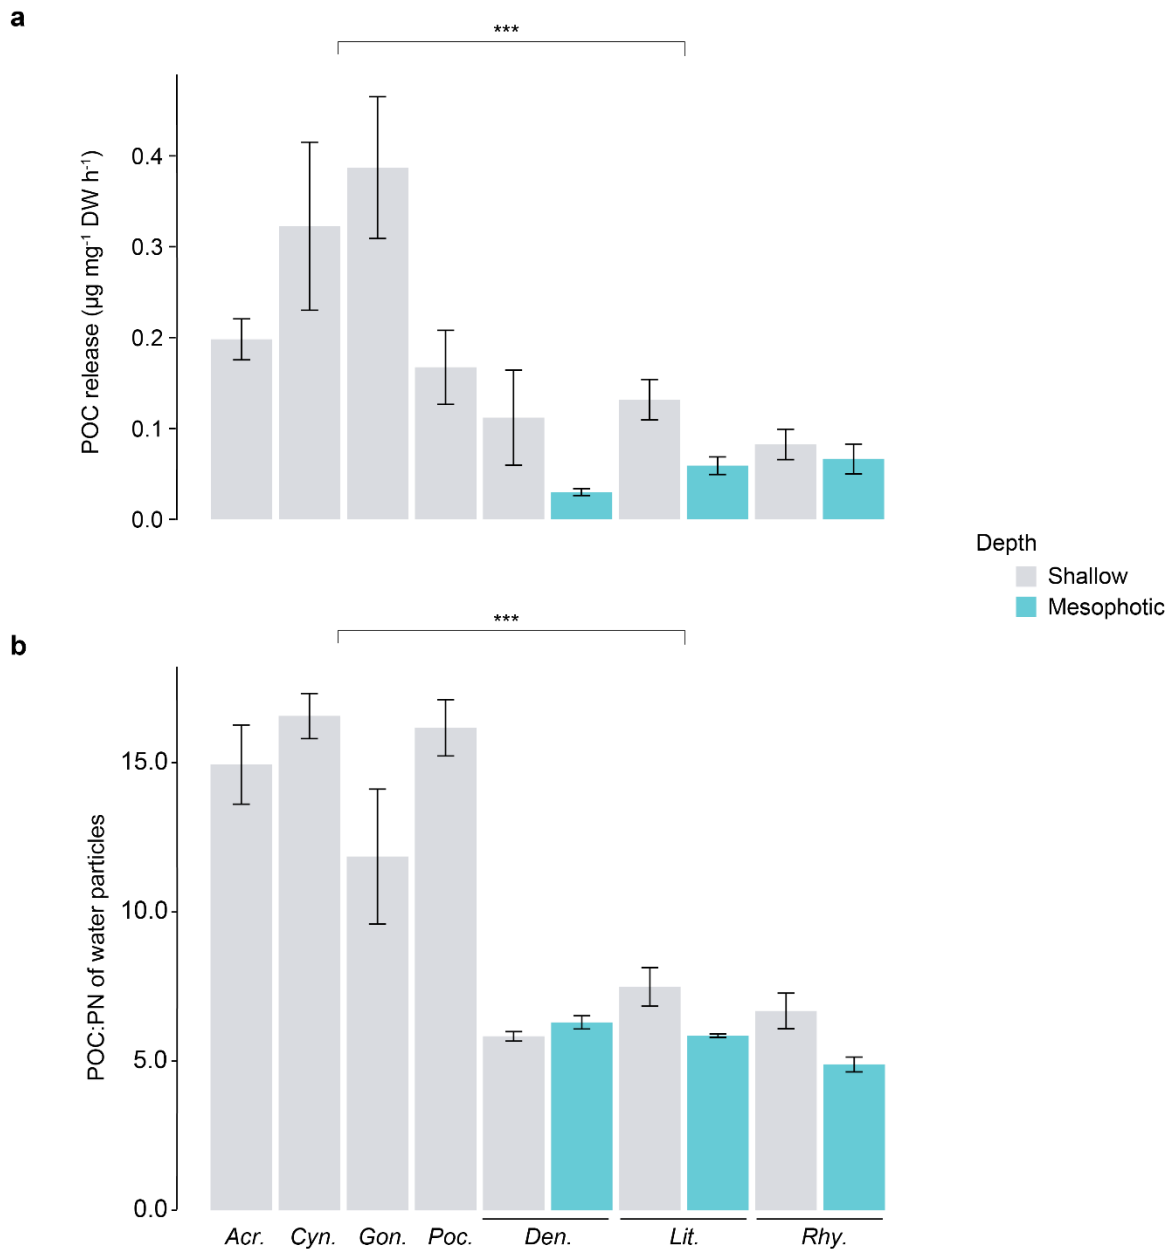 a
***
POC release (µg mg⁻¹ DW h⁻¹)
0.4
0.3
0.2
0.1
0.0
Depth
Shallow
Mesophotic
b
***
POC:PN of water particles
15.0
10.0
5.0
0.0
Acr. Cyn. Gon. Poc. Den. Lit. Rhy.